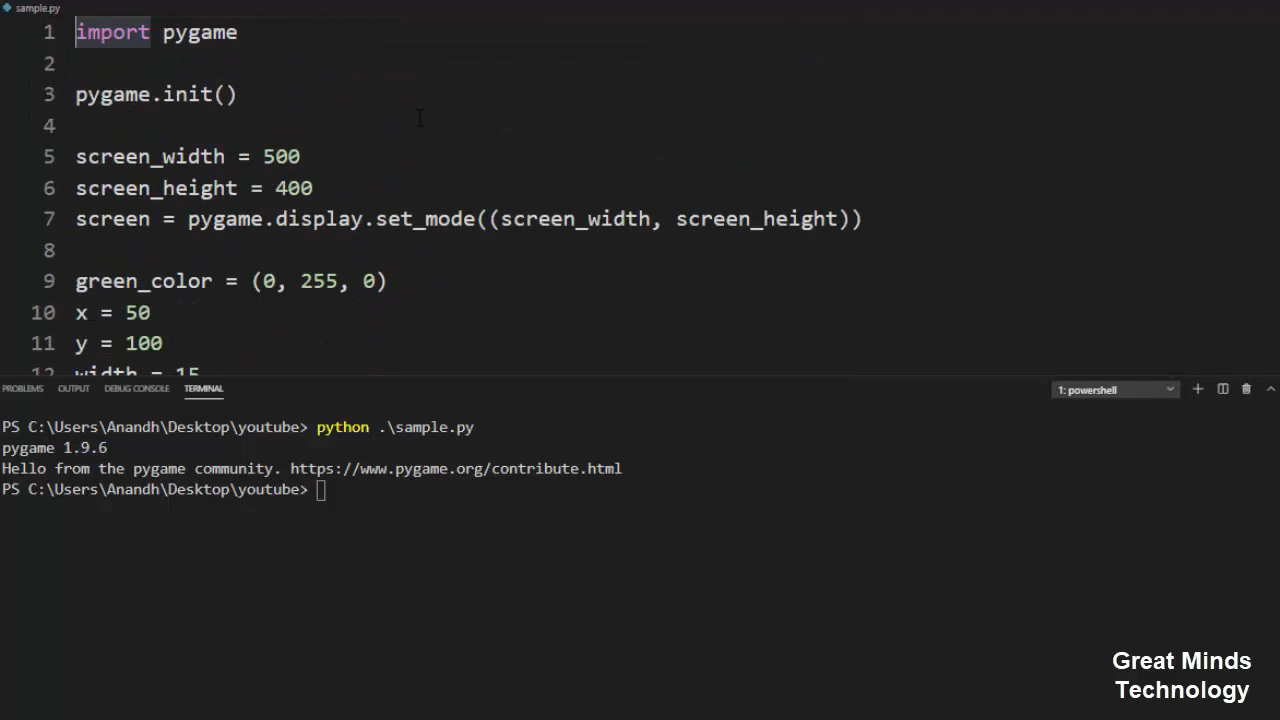 sample.py
1 import pygame
2
3 pygame.init()
4
5 screen_width = 500
6 screen_height = 400
7 screen = pygame.display.set_mode((screen_width, screen_height))
8
9 green_color = (0, 255, 0)
10 x = 50
11 y = 100
12 width = 15
PROBLEMS OUTPUT DEBUG CONSOLE TERMINAL 1: powershell
PS C:\Users\Anandh\Desktop\youtube> python .\sample.py
pygame 1.9.6
Hello from the pygame community. https://www.pygame.org/contribute.html
PS C:\Users\Anandh\Desktop\youtube>
Great Minds
Technology